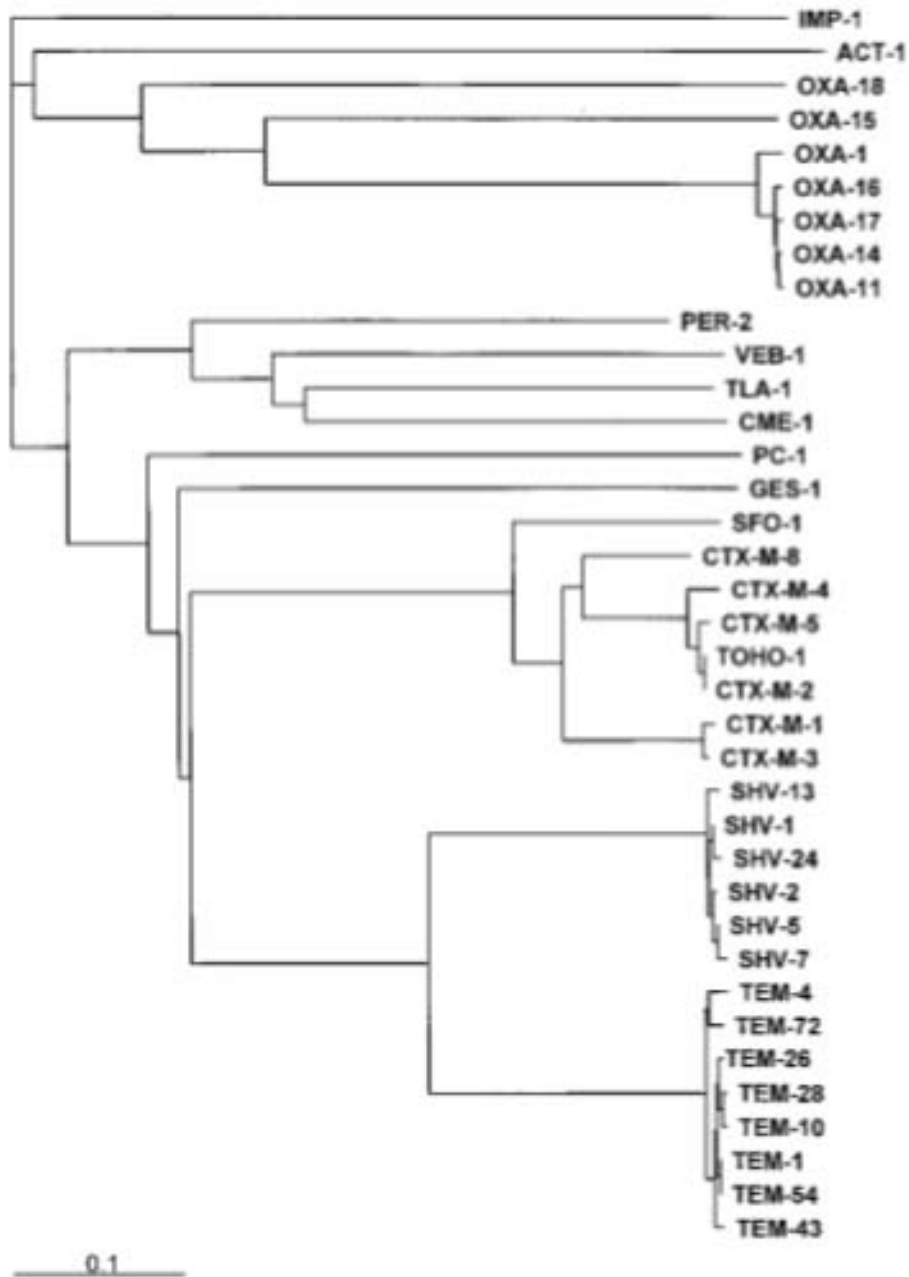 IMP-1
ACT-1
OXA-18
OXA-15
OXA-1
OXA-16
OXA-17
OXA-14
OXA-11
PER-2
VEB-1
TLA-1
CME-1
PC-1
GES-1
SFO-1
CTX-M-8
CTX-M-4
CTX-M-5
TOHO-1
CTX-M-2
CTX-M-1
CTX-M-3
SHV-13
SHV-1
SHV-24
SHV-2
SHV-5
SHV-7
TEM-4
TEM-72
TEM-26
TEM-28
TEM-10
TEM-1
TEM-54
TEM-43
0.1